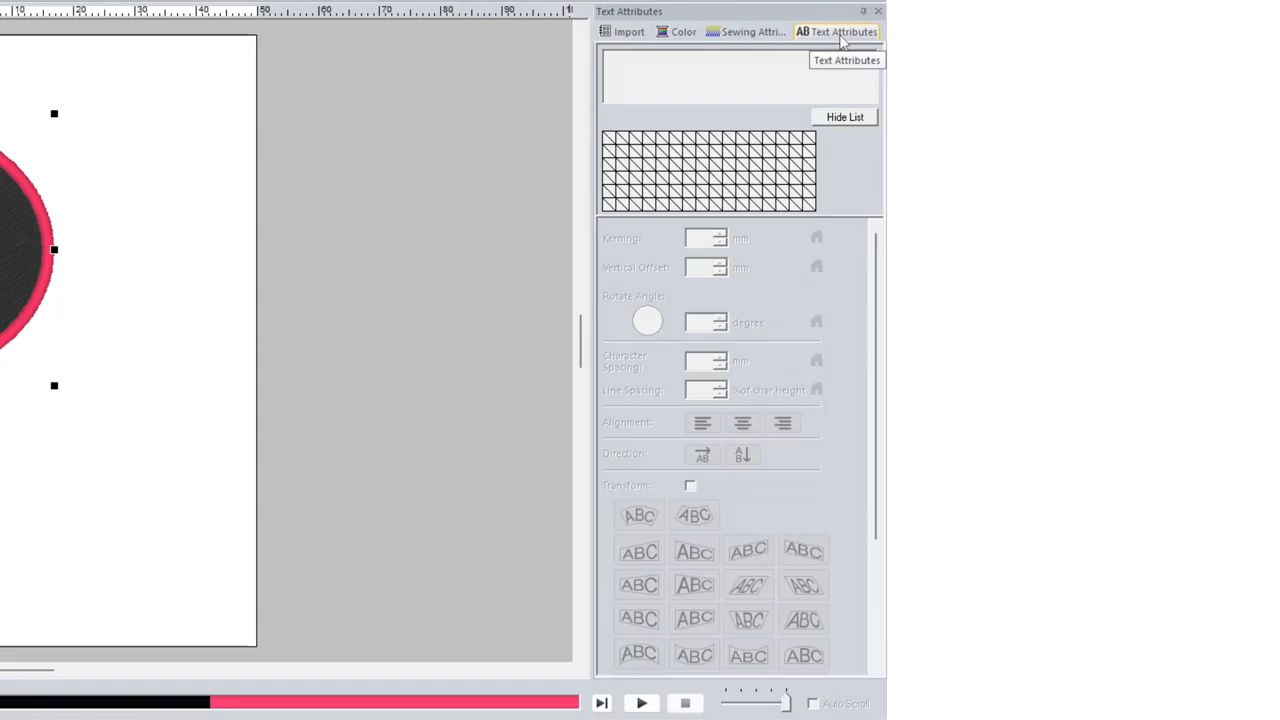 10 20 30 40 50 60 70 80 90
Text Attributes
Import Color Sewing Attri... AB Text Attributes
Text Attributes
Hide List
Kerning: mm
Vertical Offset: mm
Rotate Angle:
degree
Character
Spacing: mm
Line Spacing: % of char height
Alignment:
Direction: AB A B
Transform:
ABC ABC
ABC ABC ABC ABC
ABC ABC ABC ABC
ABC ABC ABC ABC
ABC ABC ABC ABC
Auto Scroll